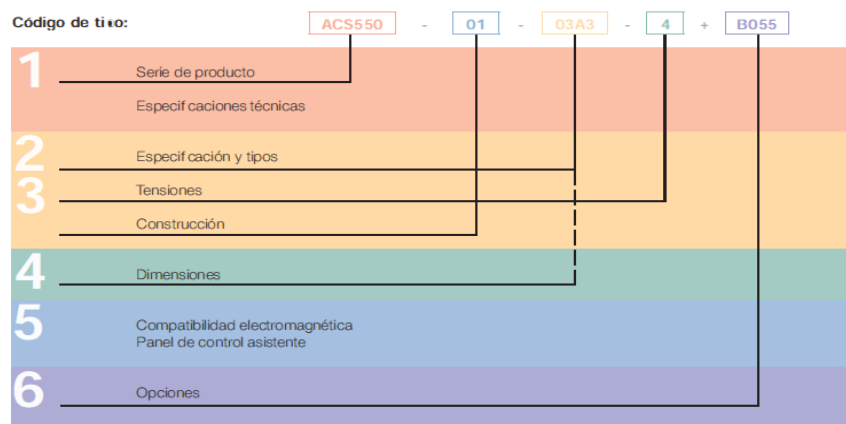 Código de tipo: ACS550 - 01 - 03A3 - 4 + B055
1
Serie de producto
Especif caciones técnicas
2
Especif cación y tipos
3
Tensiones
Construcción
4
Dimensiones
5
Compatibilidad electromagnética
Panel de control asistente
6
Opciones